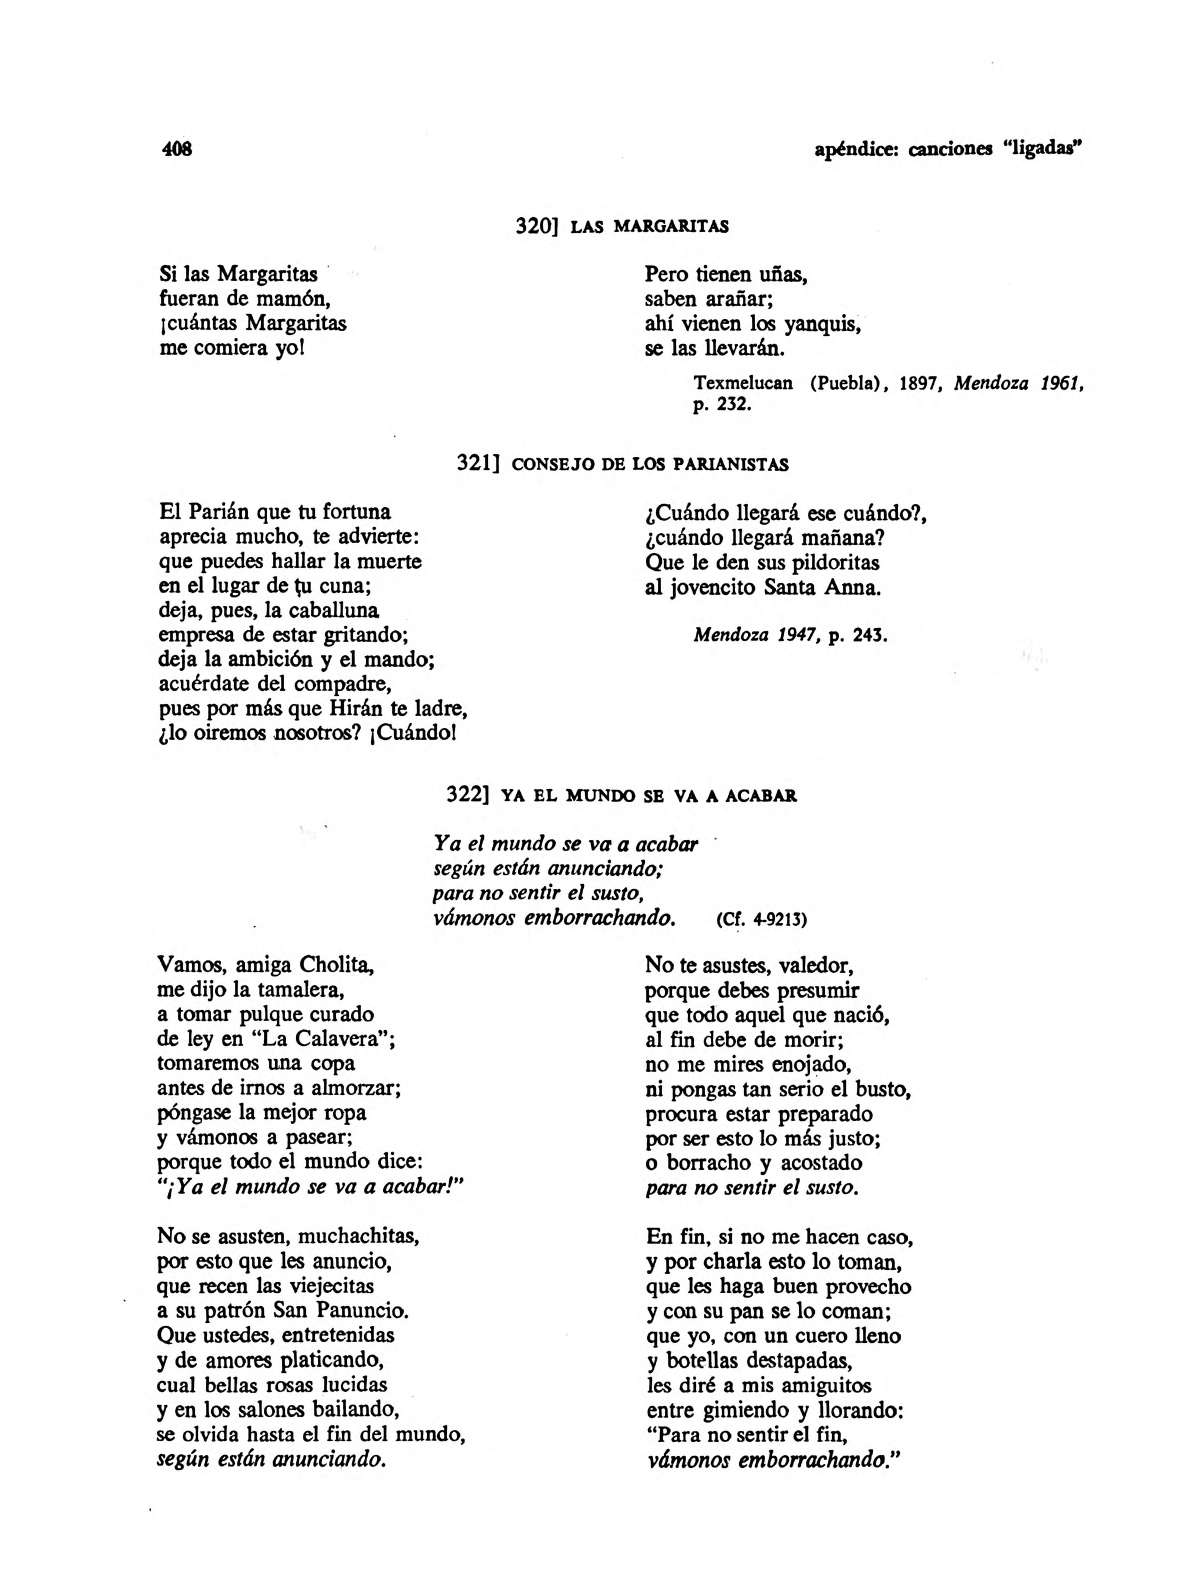 408
apéndice: canciones “ligadas”
320] LAS MARGARITAS
Si las Margaritas
fueran de mamón,
¡cuántas Margaritas
me comiera yo!
Pero tienen uñas,
saben arañar;
ahí vienen los yanquis,
se las llevarán.
Texmelucan (Puebla), 1897, Mendoza 1961,
p. 232.
321] CONSEJO DE LOS PARIANISTAS
El Parián que tu fortuna
aprecia mucho, te advierte:
que puedes hallar la muerte
en el lugar de tu cuna;
deja, pues, la caballuna
empresa de estar gritando;
deja la ambición y el mando;
acuérdate del compadre,
pues por más que Hirán te ladre,
¿lo oiremos nosotros? ¡Cuándo!
¿Cuándo llegará ese cuándo?,
¿cuándo llegará mañana?
Que le den sus pildoritas
al jovencito Santa Anna.
Mendoza 1947, p. 243.
322] YA EL MUNDO SE VA A ACABAR
Ya el mundo se va a acabar
según están anunciando;
para no sentir el susto,
vámonos emborrachando. (Cf. 4-9213)
Vamos, amiga Cholita,
me dijo la tamalera,
a tomar pulque curado
de ley en “La Calavera”;
tomaremos una copa
antes de irnos a almorzar;
póngase la mejor ropa
y vámonos a pasear;
porque todo el mundo dice:
“¡Ya el mundo se va a acabar!”
No se asusten, muchachitas,
por esto que les anuncio,
que recen las viejecitas
a su patrón San Panuncio.
Que ustedes, entretenidas
y de amores platicando,
cual bellas rosas lucidas
y en los salones bailando,
se olvida hasta el fin del mundo,
según están anunciando.
No te asustes, valedor,
porque debes presumir
que todo aquel que nació,
al fin debe de morir;
no me mires enojado,
ni pongas tan serio el busto,
procura estar preparado
por ser esto lo más justo;
o borracho y acostado
para no sentir el susto.
En fin, si no me hacen caso,
y por charla esto lo toman,
que les haga buen provecho
y con su pan se lo coman;
que yo, con un cuero lleno
y botellas destapadas,
les diré a mis amiguitos
entre gimiendo y llorando:
“Para no sentir el fin,
vámonos emborrachando.”